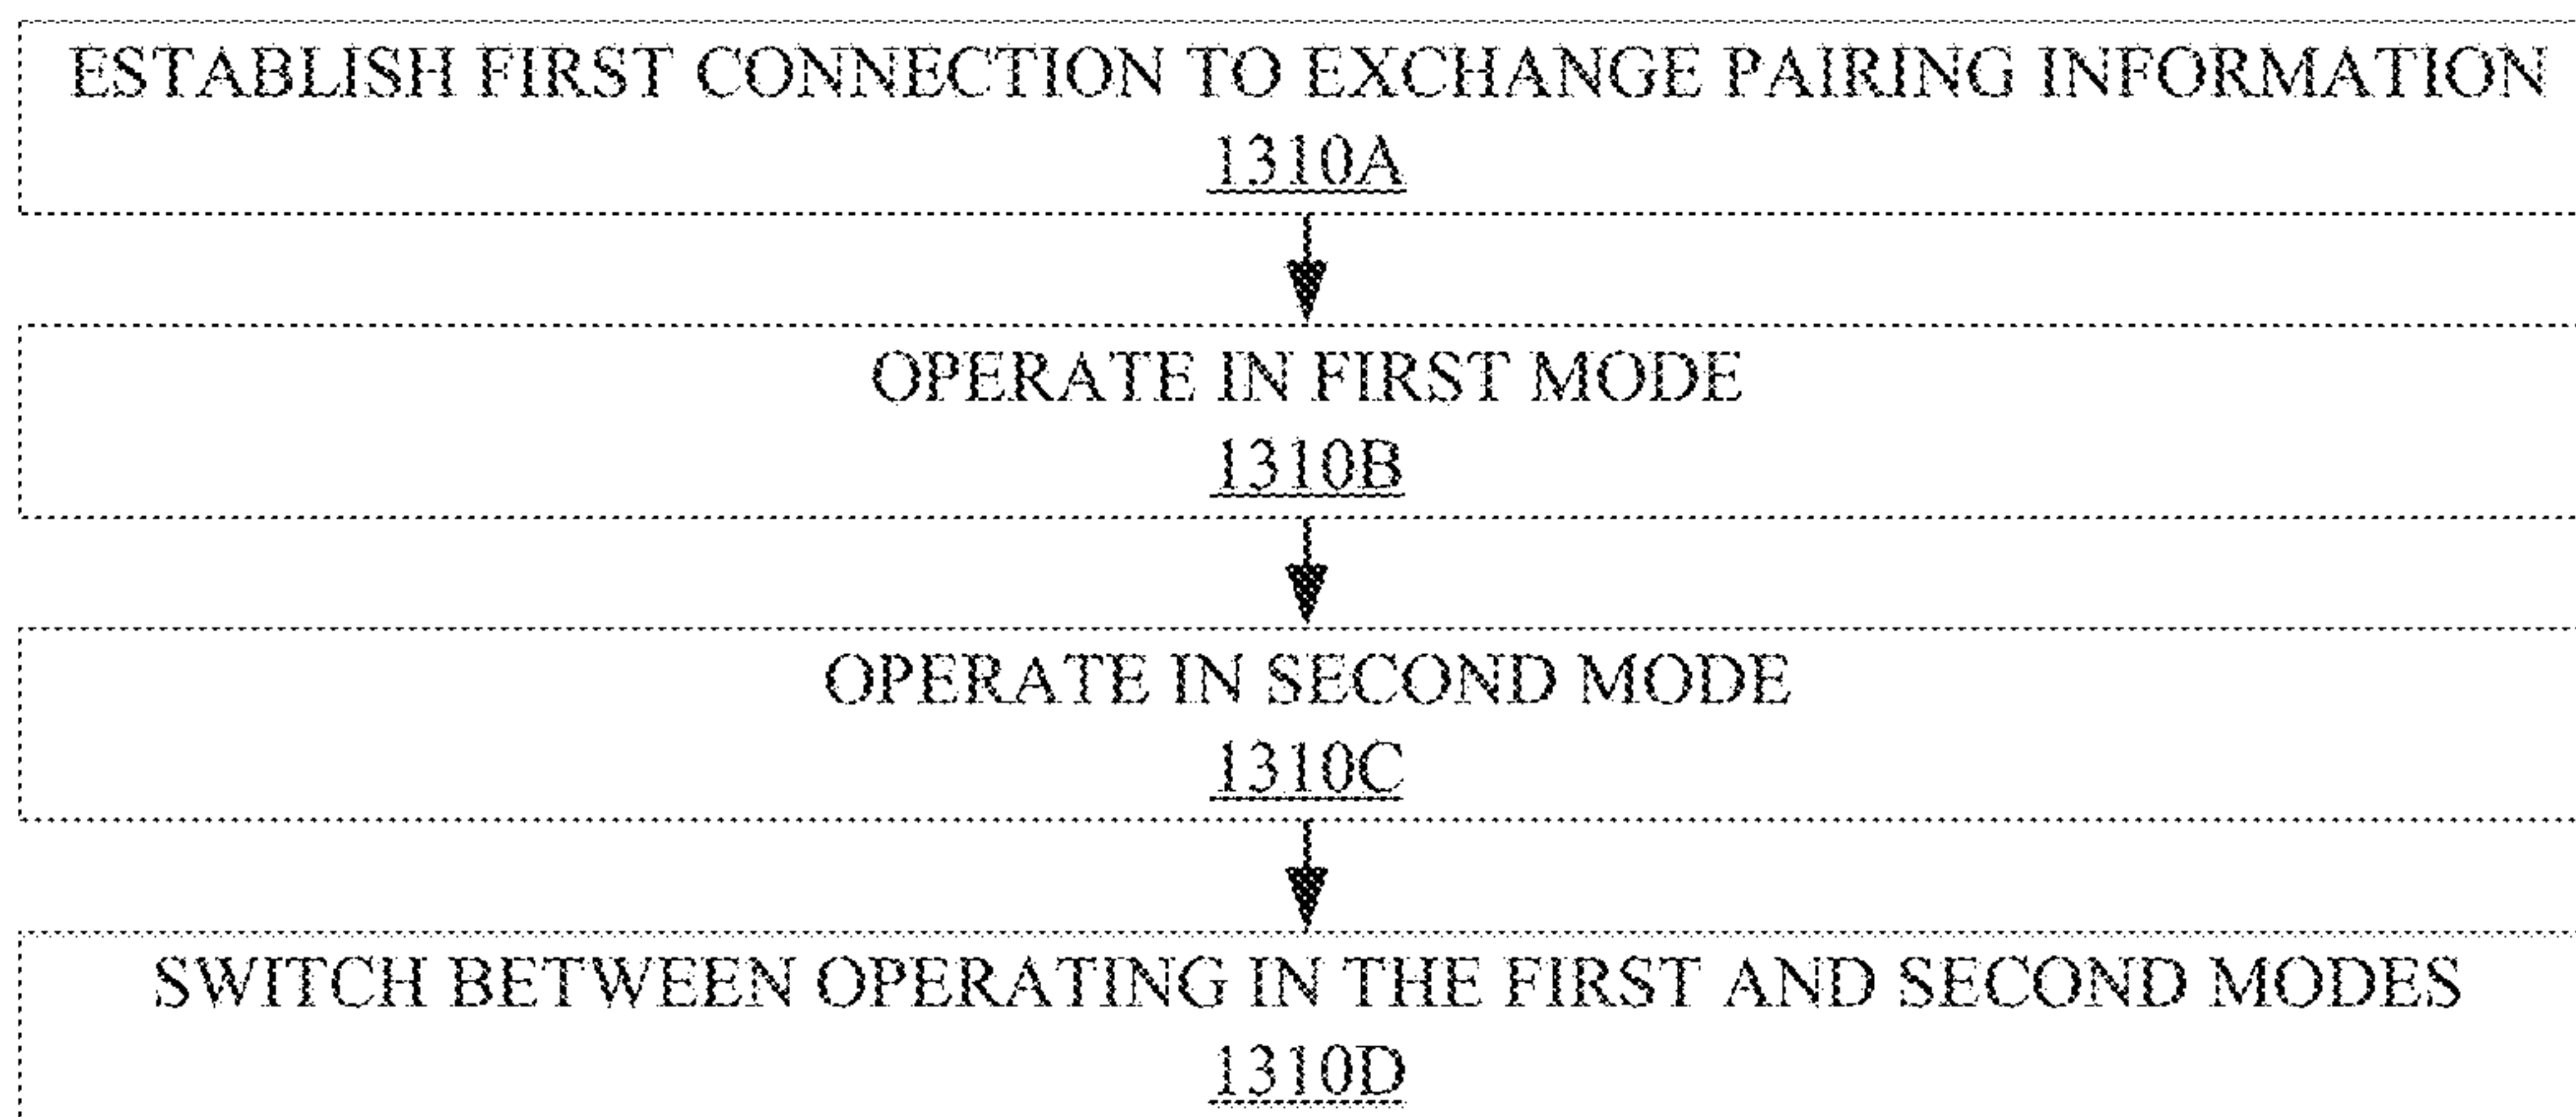 ESTABLISH FIRST CONNECTION TO EXCHANGE PAIRING INFORMATION
1310A
OPERATE IN FIRST MODE
1310B
OPERATE IN SECOND MODE
1310C
SWITCH BETWEEN OPERATING IN THE FIRST AND SECOND MODES
1310D